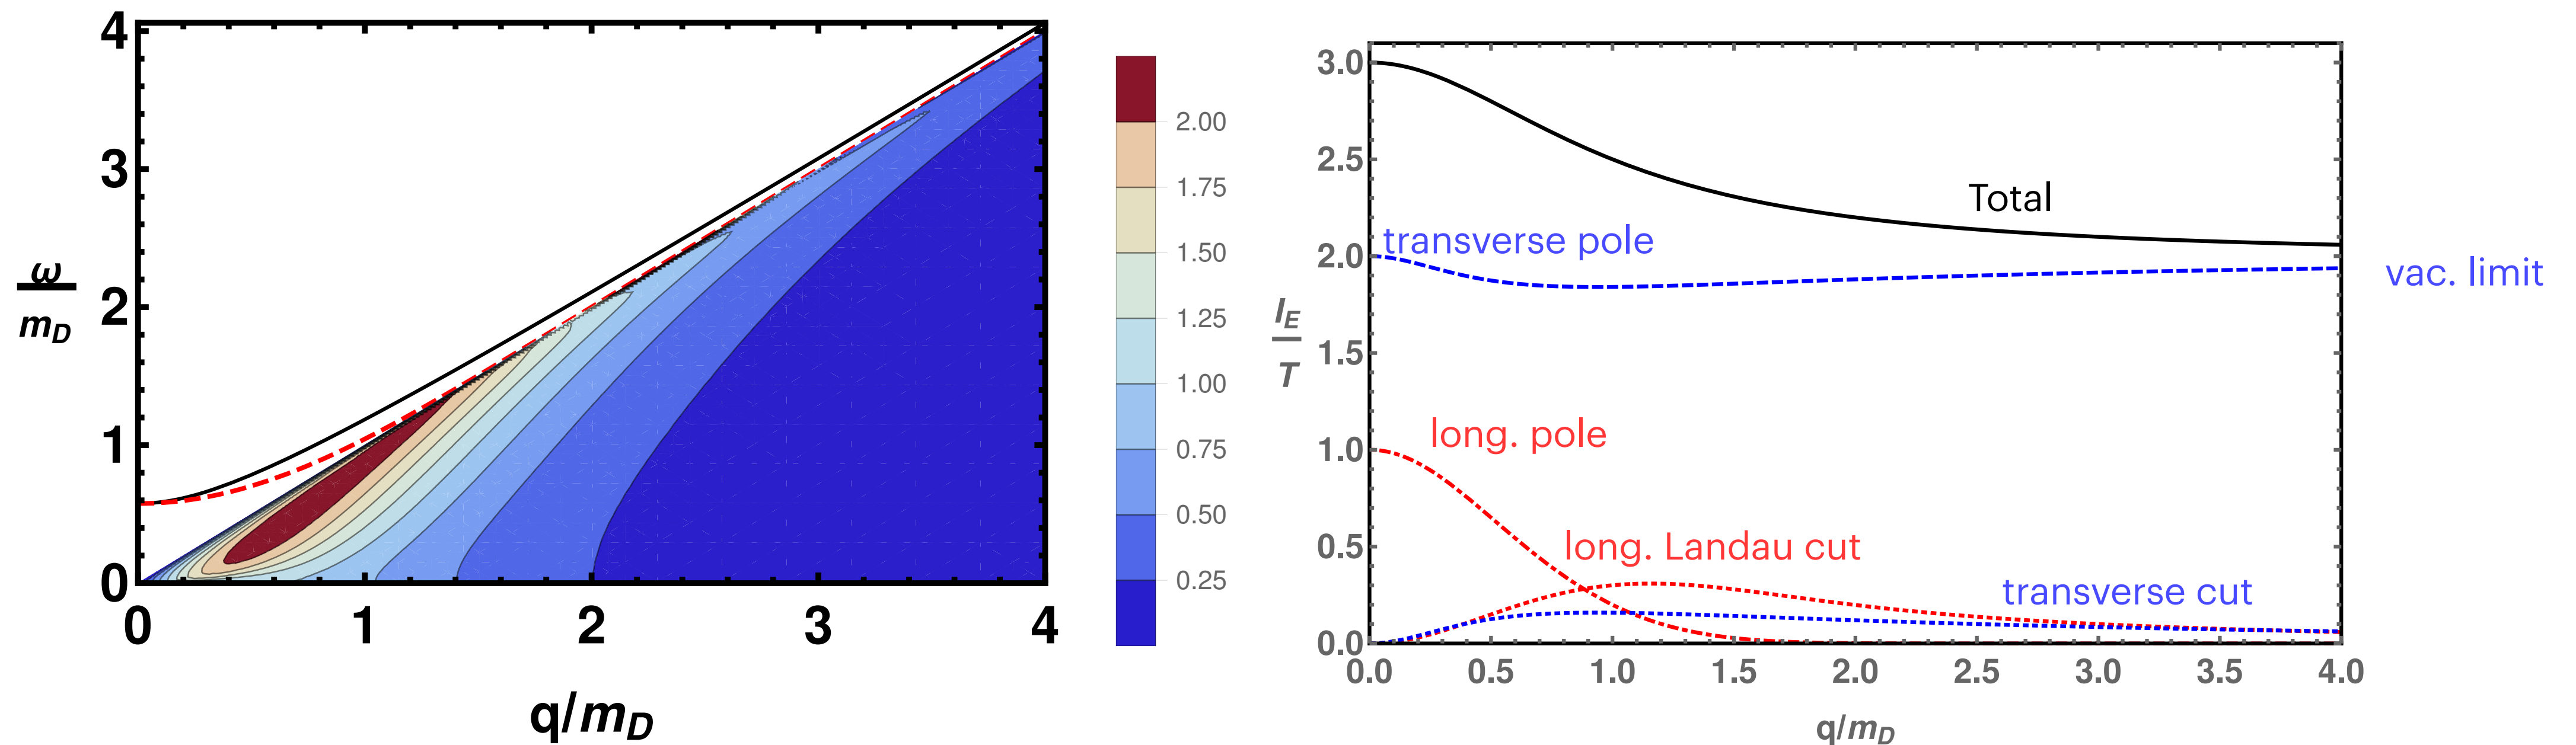 4
3
2
1
0
ω
m_D
0 1 2 3 4
q/m_D
2.00
1.75
1.50
1.25
1.00
0.75
0.50
0.25
3.0
2.5
2.0
1.5
1.0
0.5
0.0
I_E
T
Total
transverse pole
vac. limit
long. pole
long. Landau cut
transverse cut
0.0 0.5 1.0 1.5 2.0 2.5 3.0 3.5 4.0
q/m_D